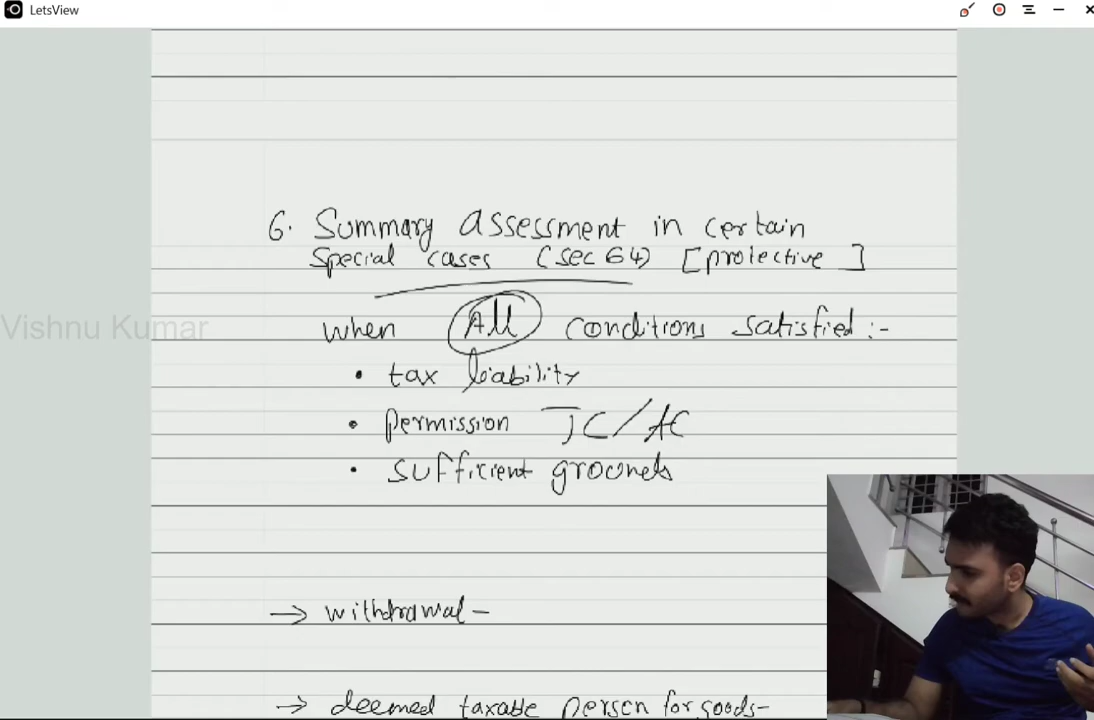 LetsView
6. Summary Assessment in certain
special cases (sec 64) [protective ]
Vishnu Kumar
when All conditions satisfied :-
• tax liability
• permission JC/AC
• sufficient grounds
→ withdrawal -
→ deemed taxable person for goods-